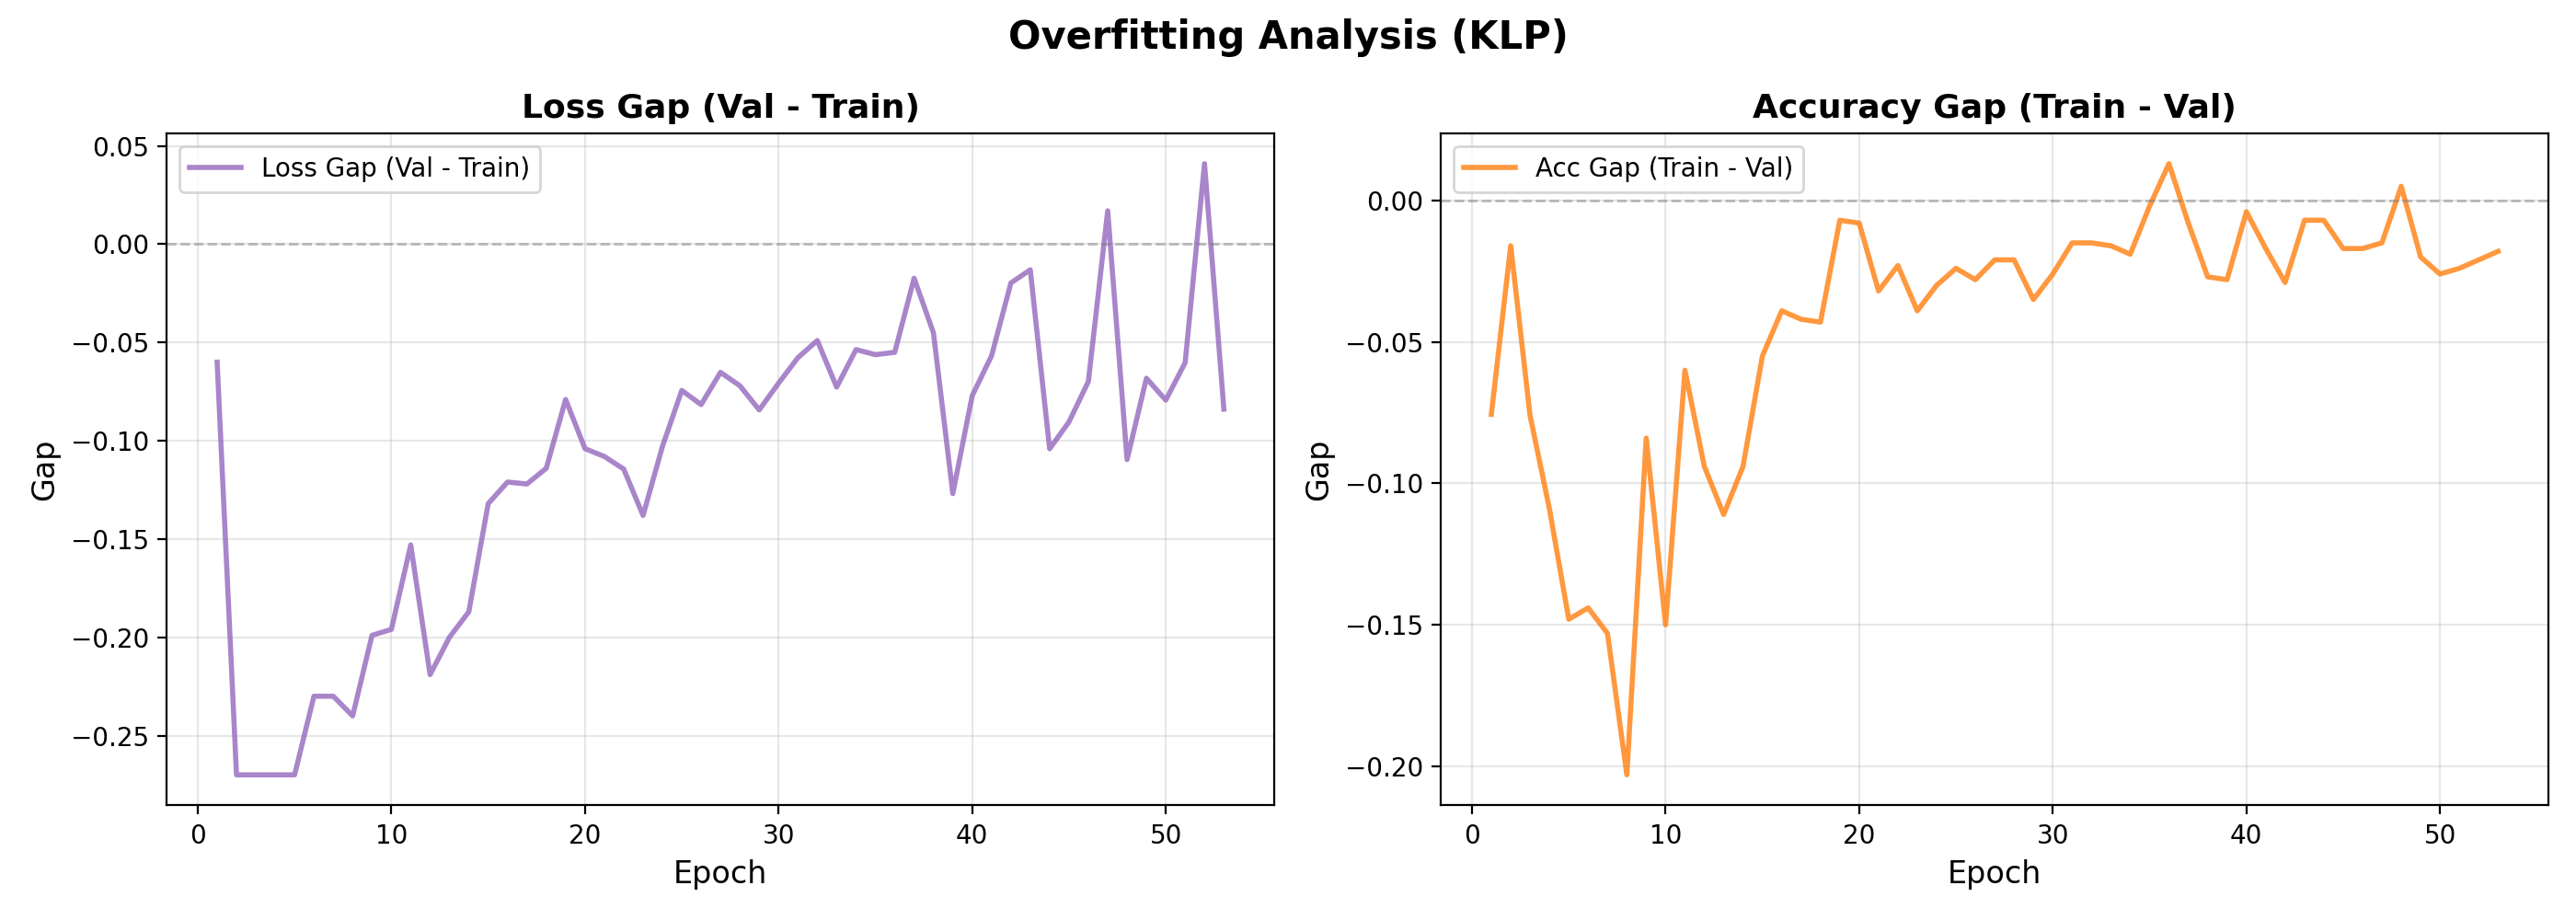 Overfitting Analysis (KLP)
Loss Gap (Val - Train)
Loss Gap (Val - Train)
0.05
0.00
−0.05
−0.10
−0.15
−0.20
−0.25
Gap
0 10 20 30 40 50
Epoch
Accuracy Gap (Train - Val)
Acc Gap (Train - Val)
0.00
−0.05
−0.10
−0.15
−0.20
Gap
0 10 20 30 40 50
Epoch